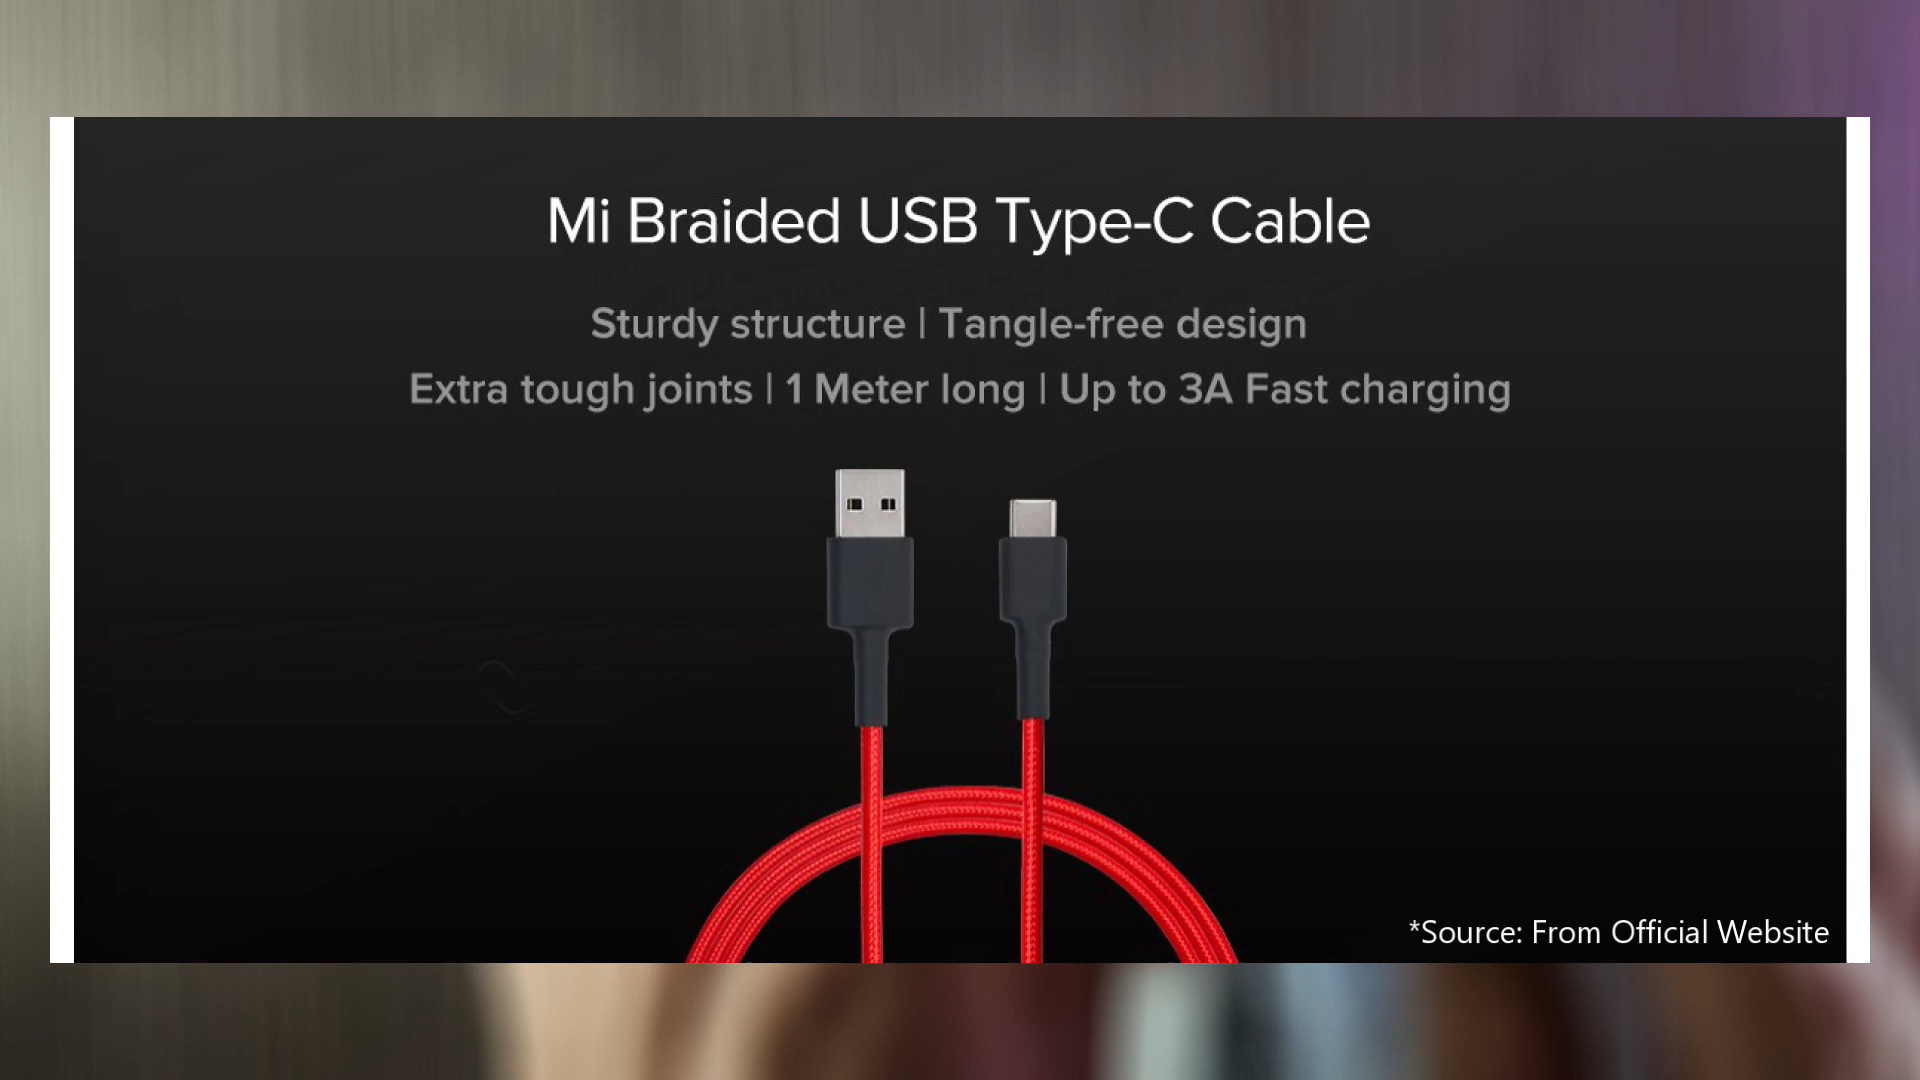 Mi Braided USB Type-C Cable
Sturdy structure | Tangle-free design
Extra tough joints | 1 Meter long | Up to 3A Fast charging
*Source: From Official Website